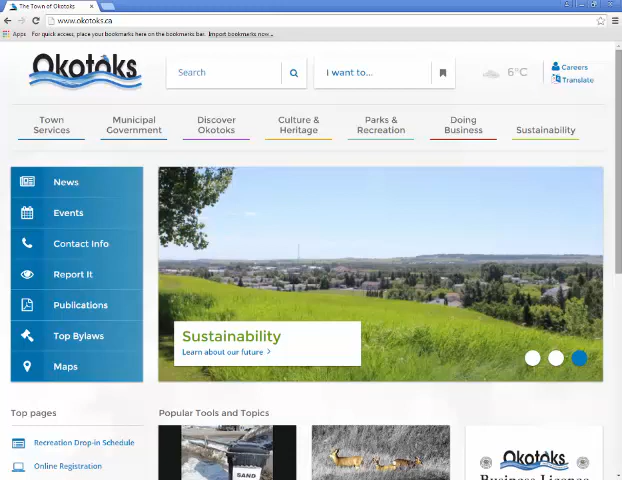 The Town of Okotoks
www.okotoks.ca
Apps For quick access, place your bookmarks here on the bookmarks bar. Import bookmarks now...
Okotoks
Search
I want to...
6°C
Careers
Translate
Town Services
Municipal Government
Discover Okotoks
Culture & Heritage
Parks & Recreation
Doing Business
Sustainability
News
Events
Contact Info
Report It
Publications
Top Bylaws
Maps
Sustainability
Learn about our future >
Top pages
Recreation Drop-in Schedule
Online Registration
Popular Tools and Topics
SAND
Okotoks
Business Licence